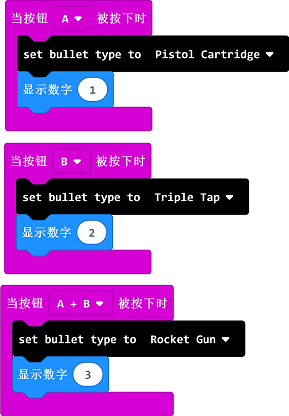 当按钮 A 被按下时
set bullet type to Pistol Cartridge
显示数字 1
当按钮 B 被按下时
set bullet type to Triple Tap
显示数字 2
当按钮 A + B 被按下时
set bullet type to Rocket Gun
显示数字 3